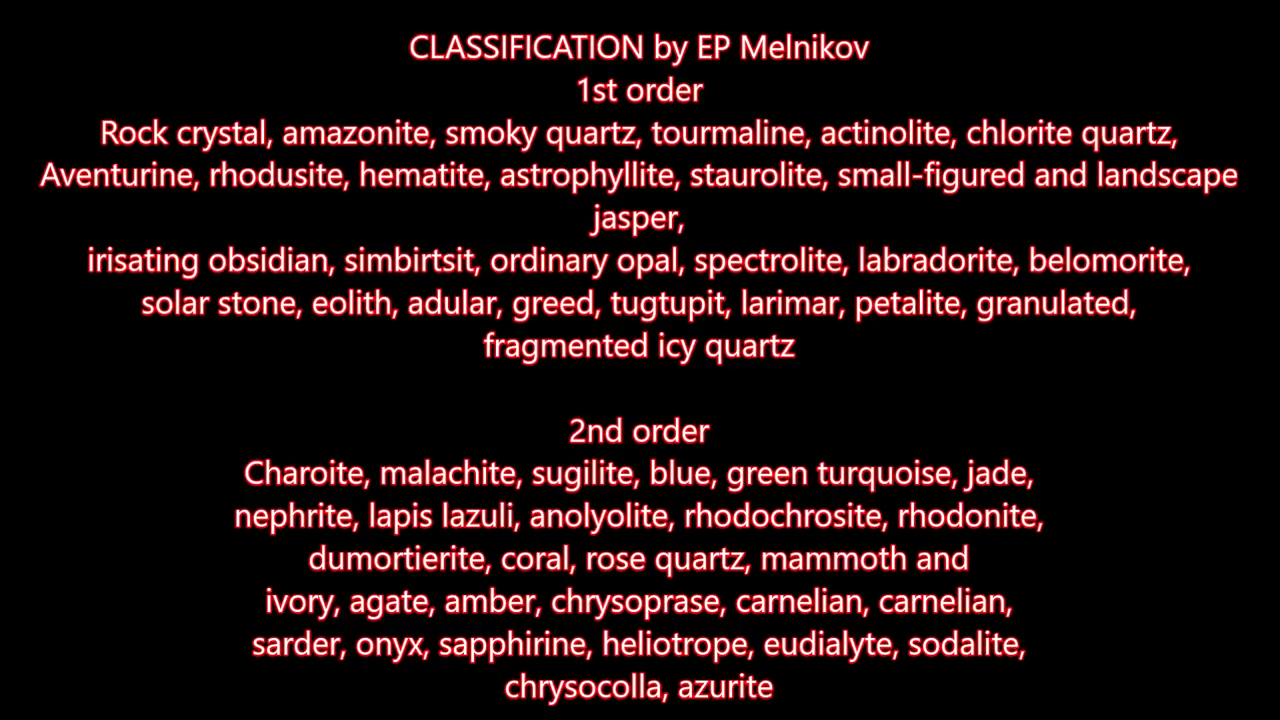 CLASSIFICATION by EP Melnikov
1st order
Rock crystal, amazonite, smoky quartz, tourmaline, actinolite, chlorite quartz,
Aventurine, rhodusite, hematite, astrophyllite, staurolite, small-figured and landscape
jasper,
irisating obsidian, simbirtsit, ordinary opal, spectrolite, labradorite, belomorite,
solar stone, eolith, adular, greed, tugtupit, larimar, petalite, granulated,
fragmented icy quartz
2nd order
Charoite, malachite, sugilite, blue, green turquoise, jade,
nephrite, lapis lazuli, anolyolite, rhodochrosite, rhodonite,
dumortierite, coral, rose quartz, mammoth and
ivory, agate, amber, chrysoprase, carnelian, carnelian,
sarder, onyx, sapphirine, heliotrope, eudialyte, sodalite,
chrysocolla, azurite